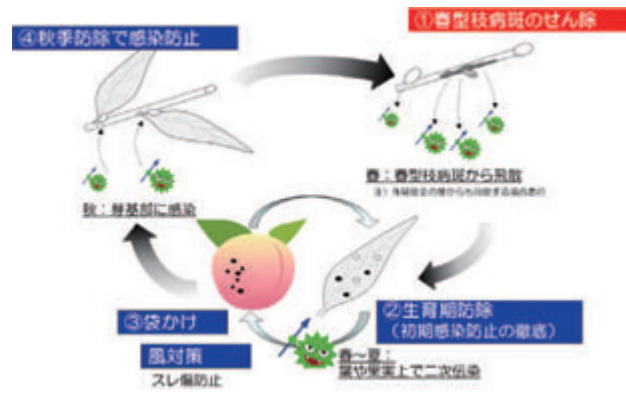 ④秋季防除で感染防止
①春型枝病斑のせん除
春：春型枝病斑から飛散
秋：芽基部に感染
③袋かけ
風対策
スレ傷防止
②生育期防除
（初期感染防止の徹底）
春～夏：
葉や果実上で二次伝染